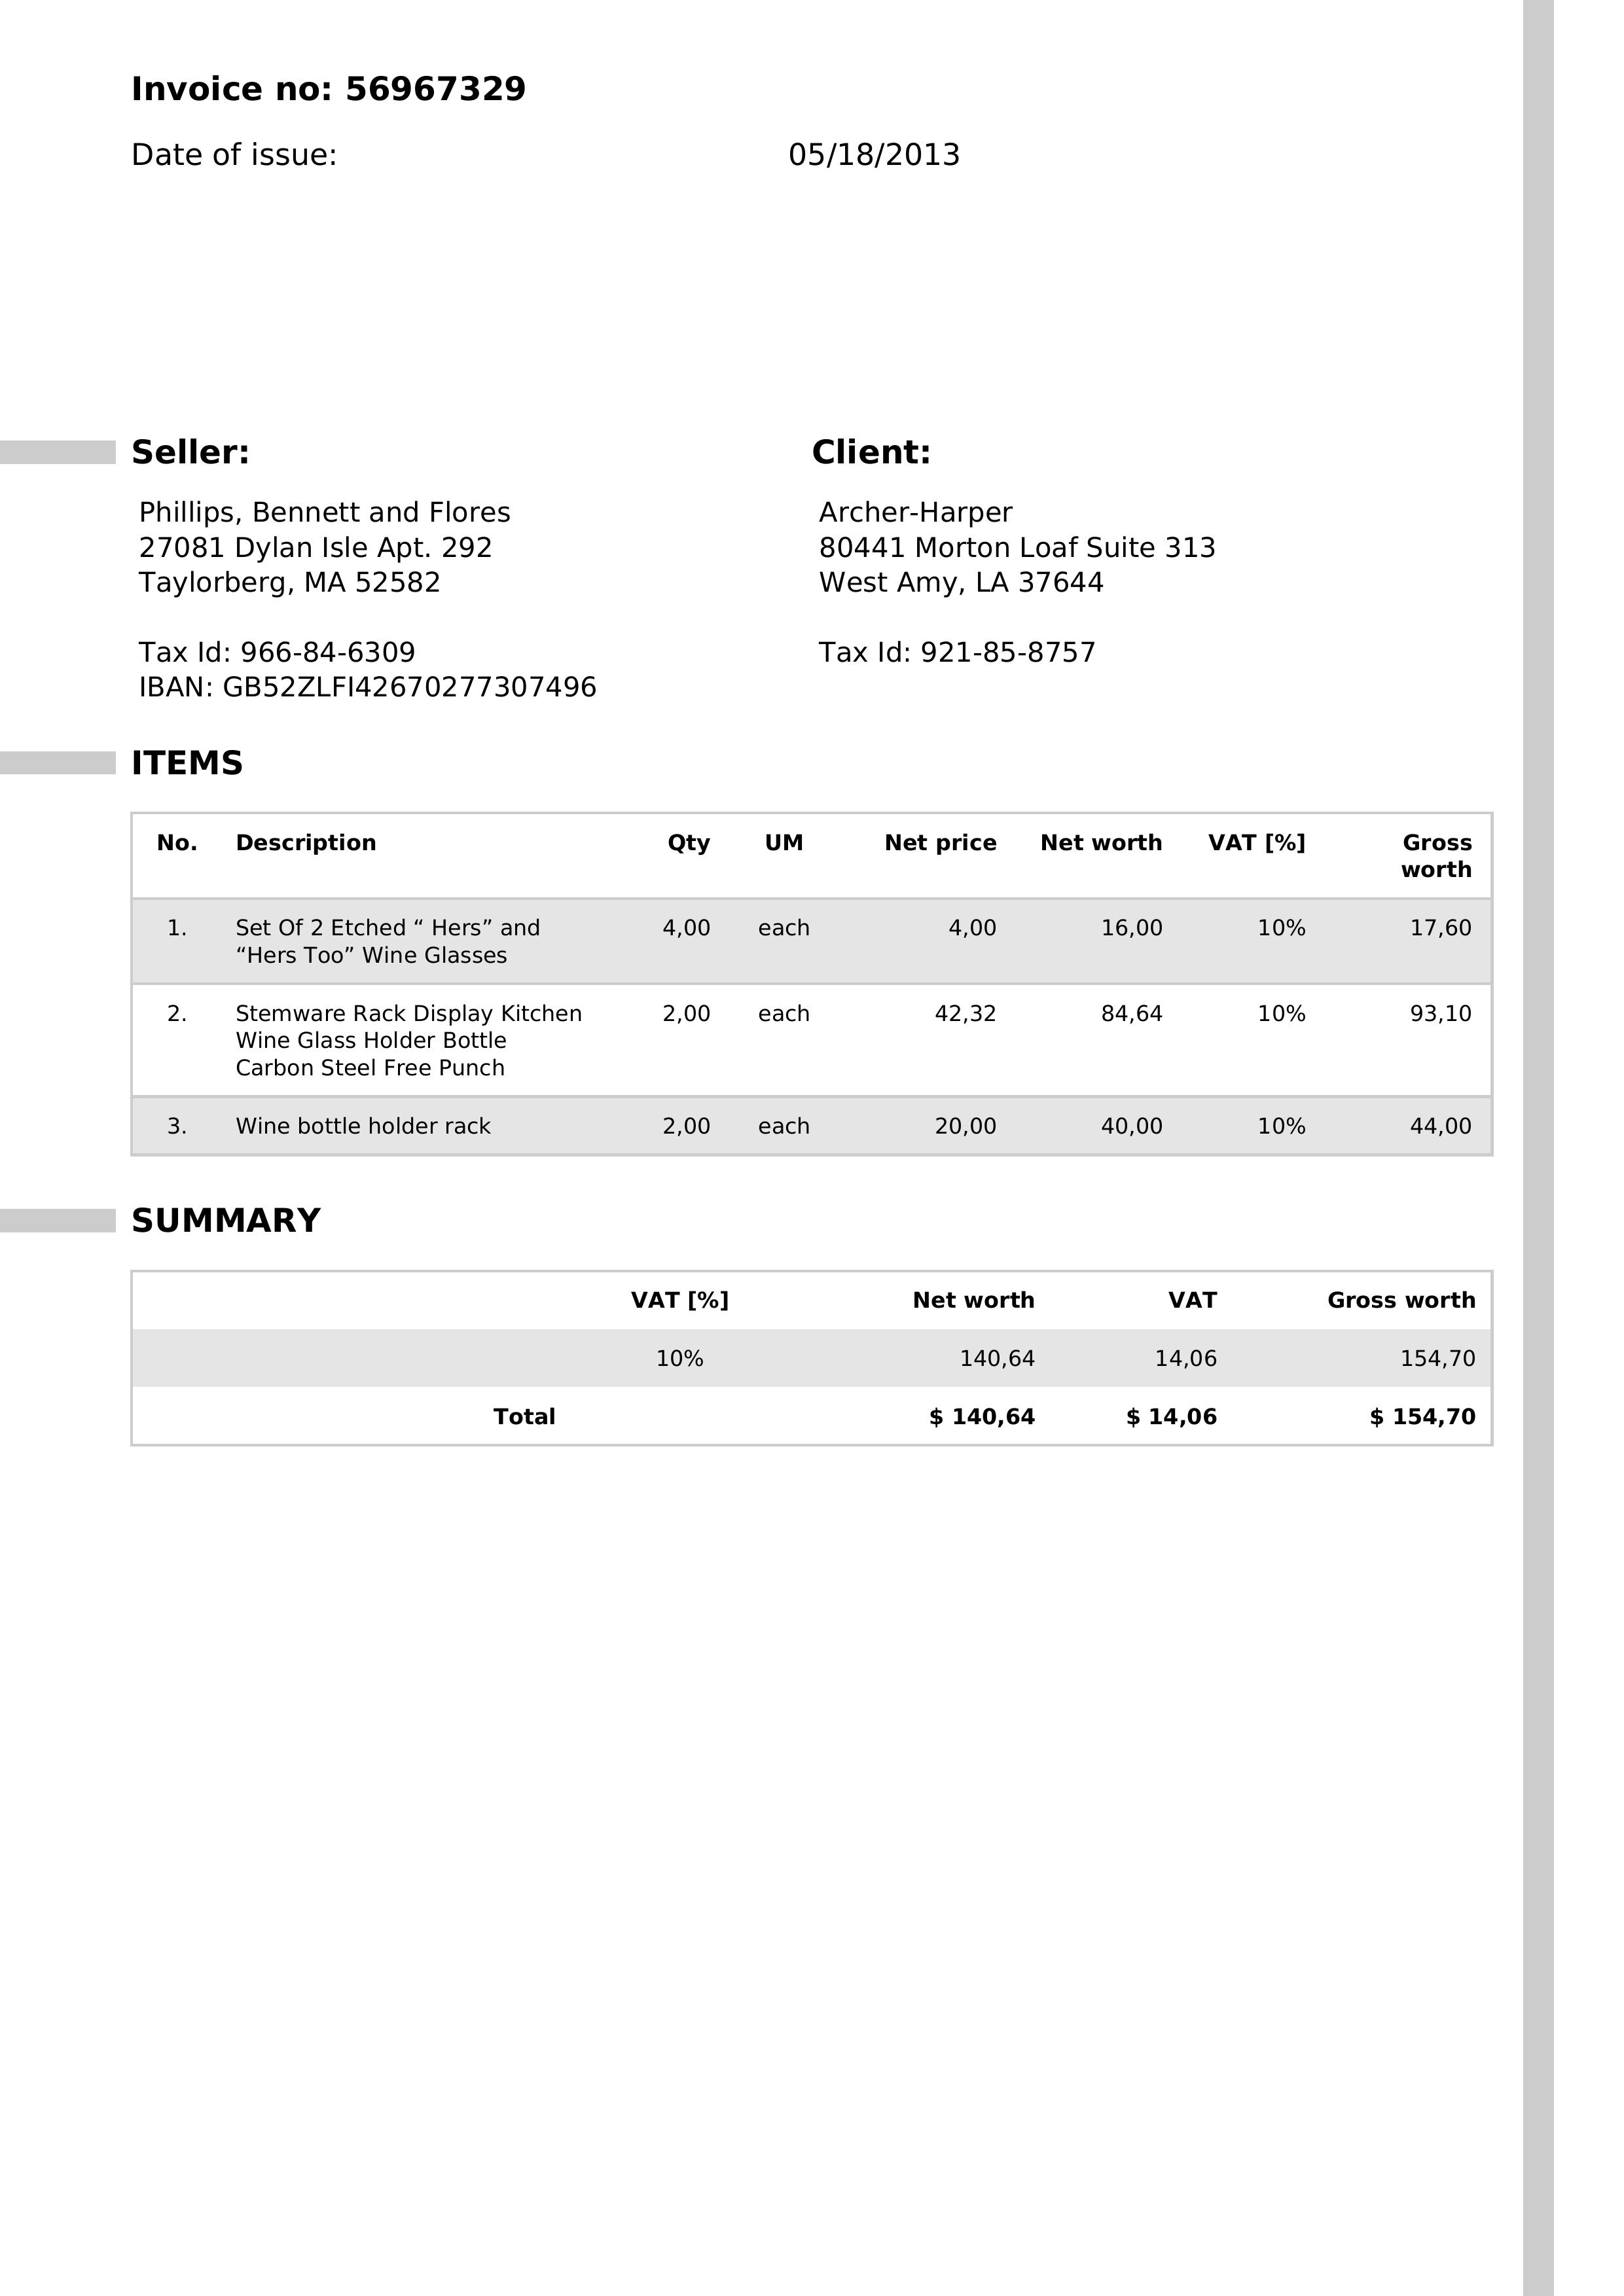 Invoice no: 56967329
Date of issue: 05/18/2013
Seller:
Phillips, Bennett and Flores
27081 Dylan Isle Apt. 292
Taylorberg, MA 52582
Tax Id: 966-84-6309
IBAN: GB52ZLFI42670277307496
Client:
Archer-Harper
80441 Morton Loaf Suite 313
West Amy, LA 37644
Tax Id: 921-85-8757
ITEMS
No. Description Qty UM Net price Net worth VAT [%] Gross
worth
1. Set Of 2 Etched “ Hers” and 4,00 each 4,00 16,00 10% 17,60
“Hers Too” Wine Glasses
2. Stemware Rack Display Kitchen 2,00 each 42,32 84,64 10% 93,10
Wine Glass Holder Bottle
Carbon Steel Free Punch
3. Wine bottle holder rack 2,00 each 20,00 40,00 10% 44,00
SUMMARY
VAT [%] Net worth VAT Gross worth
10% 140,64 14,06 154,70
Total $ 140,64 $ 14,06 $ 154,70